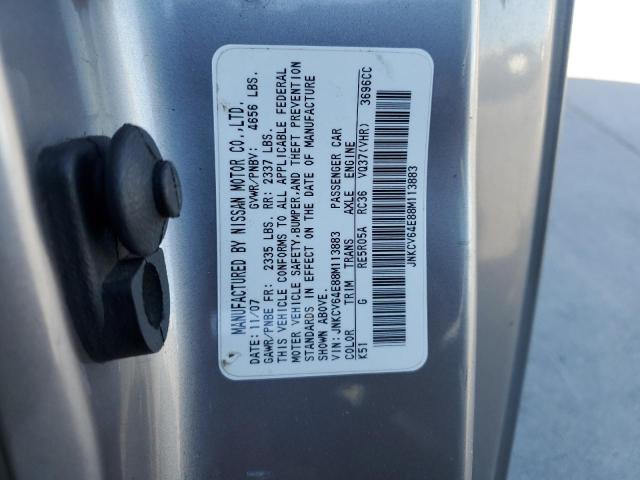 MANUFACTURED BY NISSAN MOTOR CO.,LTD.
DATE: 11/07 GVWR/PNBV: 4656 LBS.
GAWR/PNBE FR: 2335 LBS. RR: 2337 LBS.
THIS VEHICLE CONFORMS TO ALL APPLICABLE FEDERAL
MOTOR VEHICLE SAFETY, BUMPER, AND THEFT PREVENTION
STANDARDS IN EFFECT ON THE DATE OF MANUFACTURE
SHOWN ABOVE.
VIN: JNKCV64E88M113883 PASSENGER CAR
COLOR TRIM TRANS AXLE ENGINE
K51 G RE5R05A RC36 VQ37(VHR) 3696CC
JNKCV64E88M113883